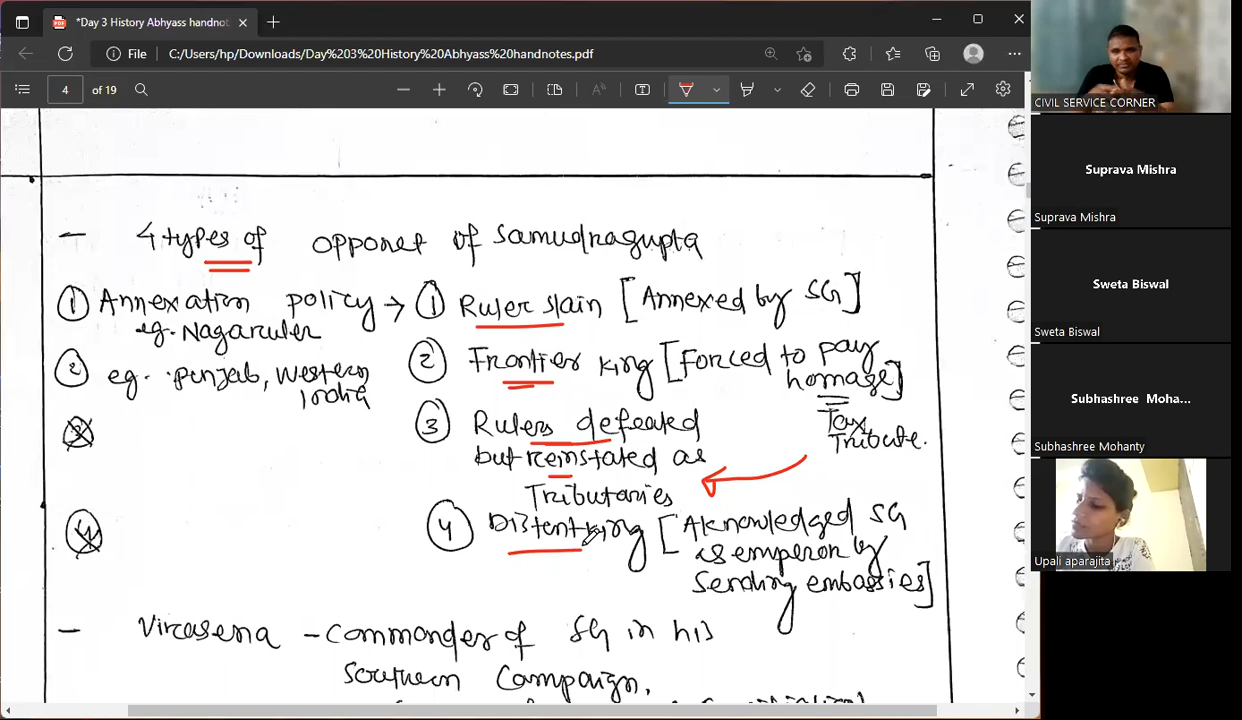 *Day 3 History Abhyass handnot
File
C:/Users/hp/Downloads/Day%203%20History%20Abhyass%20handnotes.pdf
4 of 19
- 4 types of opponet of Samudragupta
① Annexation policy → ① Ruler slain [Annexed by SG]
eg. Nagaruler
② eg. Punjab, Western India
② Frontier king [Forced to pay homage]
Tax, Tribute.
3
③ Rulers defeated
but reinstated as
Tributaries
4
④ Distent king [Aknowledged SG
as emperor by
Sending embassies]
- Virasena - Commander of SG in his
Southern Campaign.
CIVIL SERVICE CORNER
Suprava Mishra
Suprava Mishra
Sweta Biswal
Sweta Biswal
Subhashree Moha...
Subhashree Mohanty
Upali aparajita